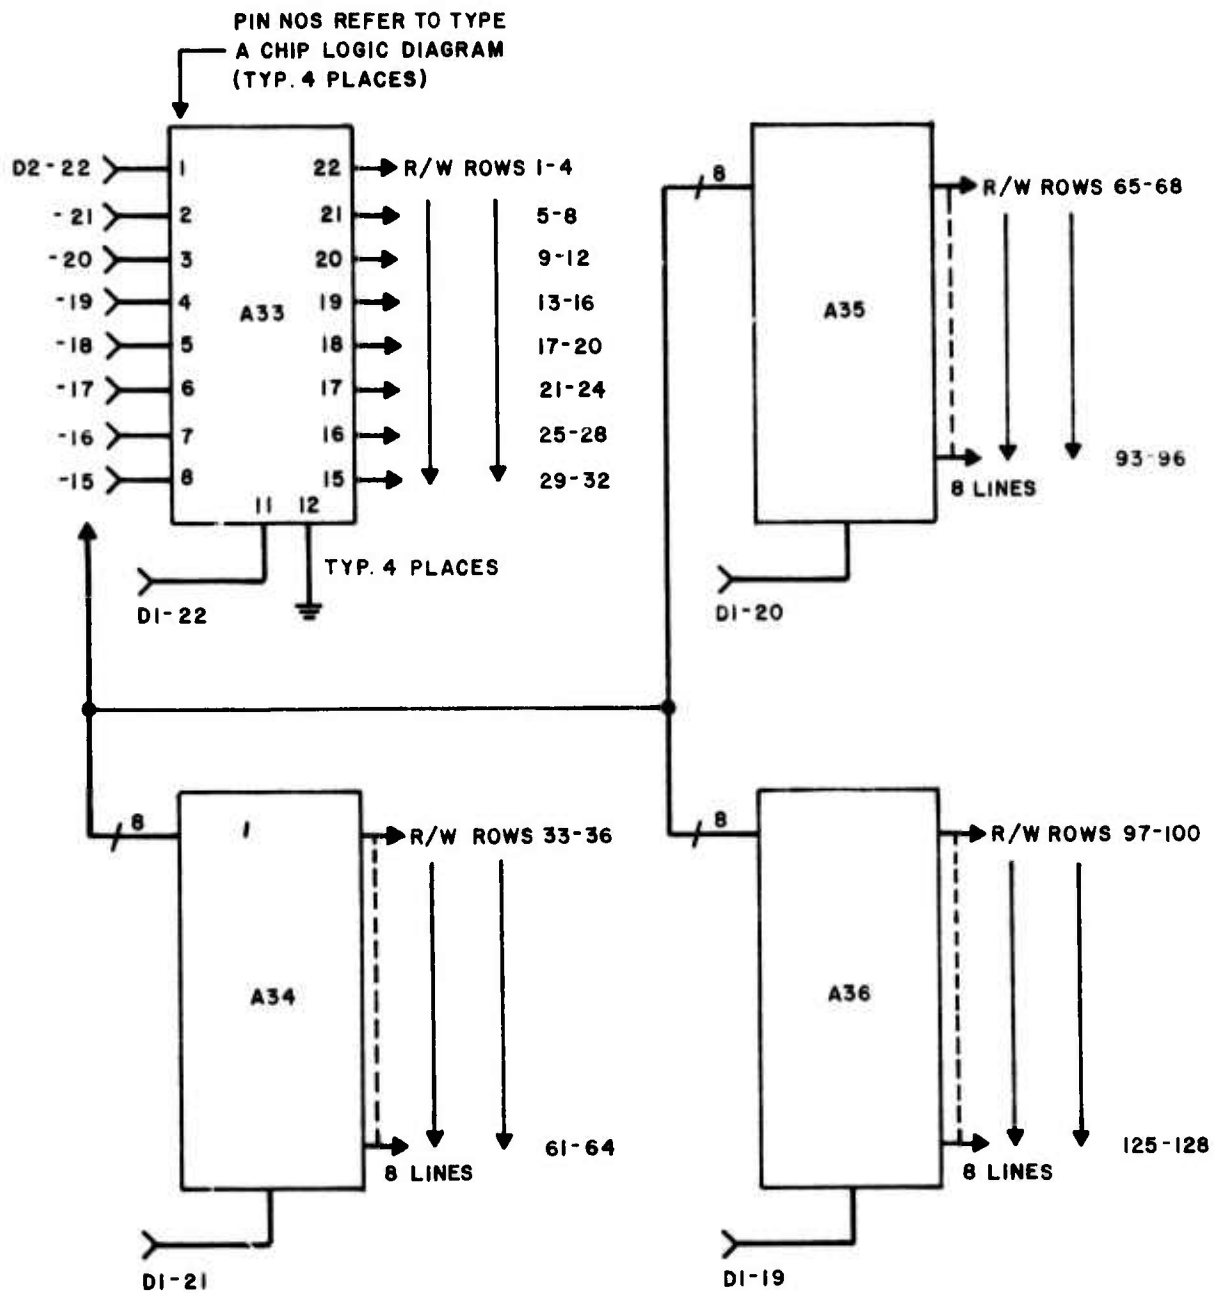 PIN NOS REFER TO TYPE
A CHIP LOGIC DIAGRAM
(TYP. 4 PLACES)
D2-22 1 22 R/W ROWS 1-4
-21 2 21 5-8
-20 3 20 9-12
-19 4 19 13-16
A33
-18 5 18 17-20
-17 6 17 21-24
-16 7 16 25-28
-15 8 15 29-32
11 12
TYP. 4 PLACES
D1-22
8
R/W ROWS 65-68
A35
93-96
8 LINES
D1-20
8
1
R/W ROWS 33-36
A34
61-64
8 LINES
D1-21
8
R/W ROWS 97-100
A36
125-128
8 LINES
D1-19